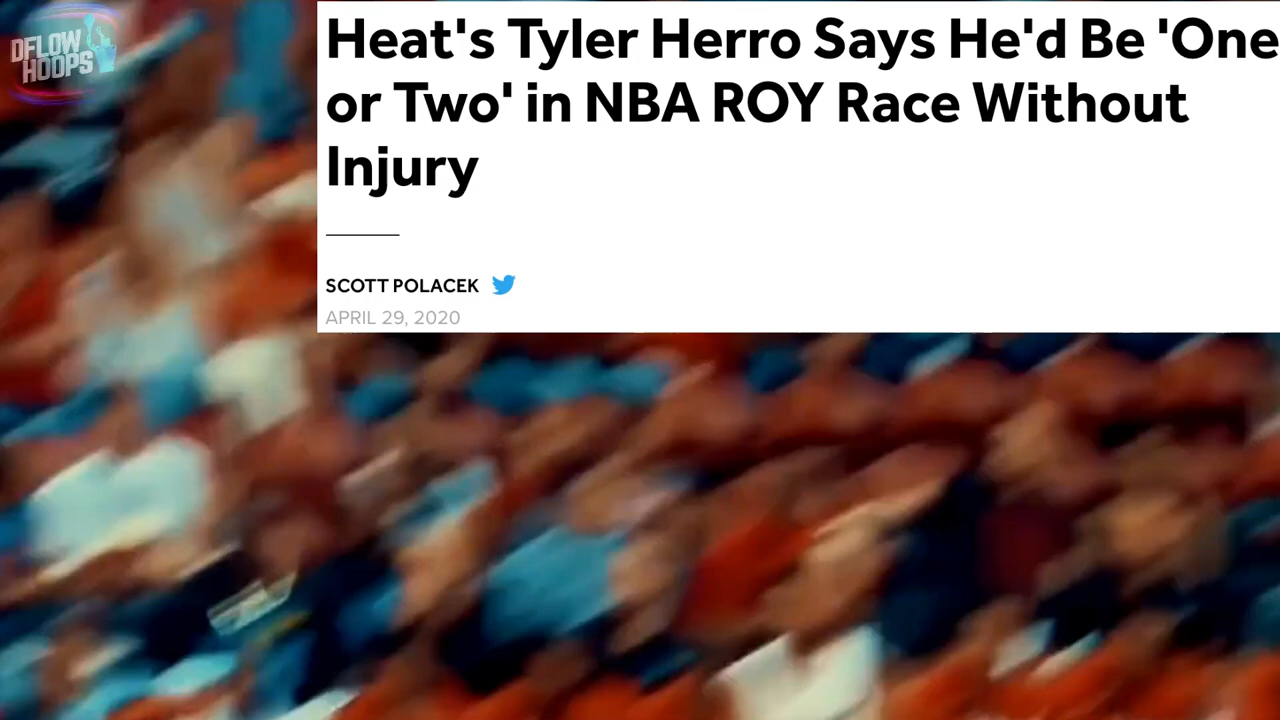 DFLOW
HOOPS
Heat's Tyler Herro Says He'd Be 'One
or Two' in NBA ROY Race Without
Injury
SCOTT POLACEK
APRIL 29, 2020